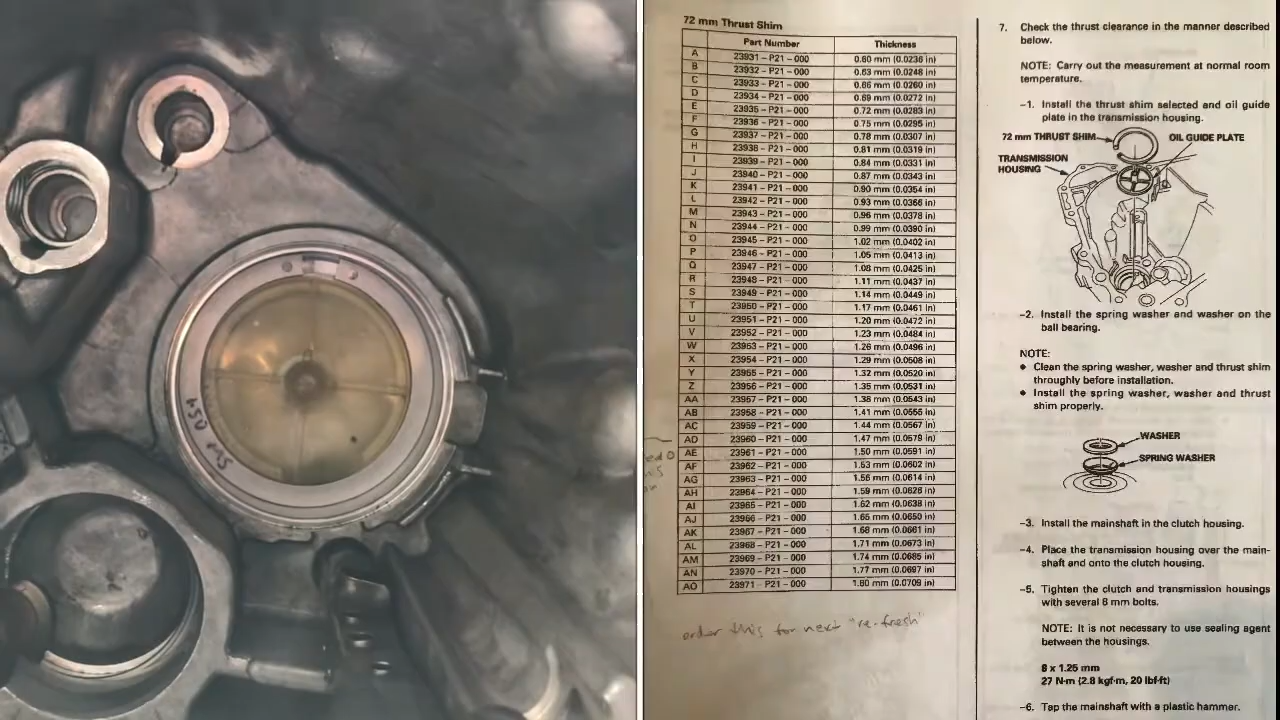 72 mm Thrust Shim
Part Number Thickness
A 23931-P21-000 0.60 mm (0.0236 in)
B 23932-P21-000 0.63 mm (0.0248 in)
C 23933-P21-000 0.66 mm (0.0260 in)
D 23934-P21-000 0.69 mm (0.0272 in)
E 23935-P21-000 0.72 mm (0.0283 in)
F 23936-P21-000 0.75 mm (0.0295 in)
G 23937-P21-000 0.78 mm (0.0307 in)
H 23938-P21-000 0.81 mm (0.0319 in)
I 23939-P21-000 0.84 mm (0.0331 in)
J 23940-P21-000 0.87 mm (0.0343 in)
K 23941-P21-000 0.90 mm (0.0354 in)
L 23942-P21-000 0.93 mm (0.0366 in)
M 23943-P21-000 0.96 mm (0.0378 in)
N 23944-P21-000 0.99 mm (0.0390 in)
O 23945-P21-000 1.02 mm (0.0402 in)
P 23946-P21-000 1.05 mm (0.0413 in)
Q 23947-P21-000 1.08 mm (0.0425 in)
R 23948-P21-000 1.11 mm (0.0437 in)
S 23949-P21-000 1.14 mm (0.0449 in)
T 23950-P21-000 1.17 mm (0.0461 in)
U 23951-P21-000 1.20 mm (0.0472 in)
V 23952-P21-000 1.23 mm (0.0484 in)
W 23953-P21-000 1.26 mm (0.0496 in)
X 23954-P21-000 1.29 mm (0.0508 in)
Y 23955-P21-000 1.32 mm (0.0520 in)
Z 23956-P21-000 1.35 mm (0.0531 in)
AA 23957-P21-000 1.38 mm (0.0543 in)
AB 23958-P21-000 1.41 mm (0.0555 in)
AC 23959-P21-000 1.44 mm (0.0567 in)
AD 23960-P21-000 1.47 mm (0.0579 in)
AE 23961-P21-000 1.50 mm (0.0591 in)
AF 23962-P21-000 1.53 mm (0.0602 in)
AG 23963-P21-000 1.56 mm (0.0614 in)
AH 23964-P21-000 1.59 mm (0.0626 in)
AI 23965-P21-000 1.62 mm (0.0638 in)
AJ 23966-P21-000 1.65 mm (0.0650 in)
AK 23967-P21-000 1.68 mm (0.0661 in)
AL 23968-P21-000 1.71 mm (0.0673 in)
AM 23969-P21-000 1.74 mm (0.0685 in)
AN 23970-P21-000 1.77 mm (0.0697 in)
AO 23971-P21-000 1.80 mm (0.0709 in)
order this for next "re-fresh"
7. Check the thrust clearance in the manner described
below.
NOTE: Carry out the measurement at normal room
temperature.
-1. Install the thrust shim selected and oil guide
plate in the transmission housing.
72 mm THRUST SHIM
OIL GUIDE PLATE
TRANSMISSION
HOUSING
-2. Install the spring washer and washer on the
ball bearing.
NOTE:
• Clean the spring washer, washer and thrust shim
throughly before installation.
• Install the spring washer, washer and thrust
shim properly.
WASHER
SPRING WASHER
-3. Install the mainshaft in the clutch housing.
-4. Place the transmission housing over the main-
shaft and onto the clutch housing.
-5. Tighten the clutch and transmission housings
with several 8 mm bolts.
NOTE: It is not necessary to use sealing agent
between the housings.
8 x 1.25 mm
27 N·m (2.8 kgf·m, 20 lbf·ft)
-6. Tap the mainshaft with a plastic hammer.